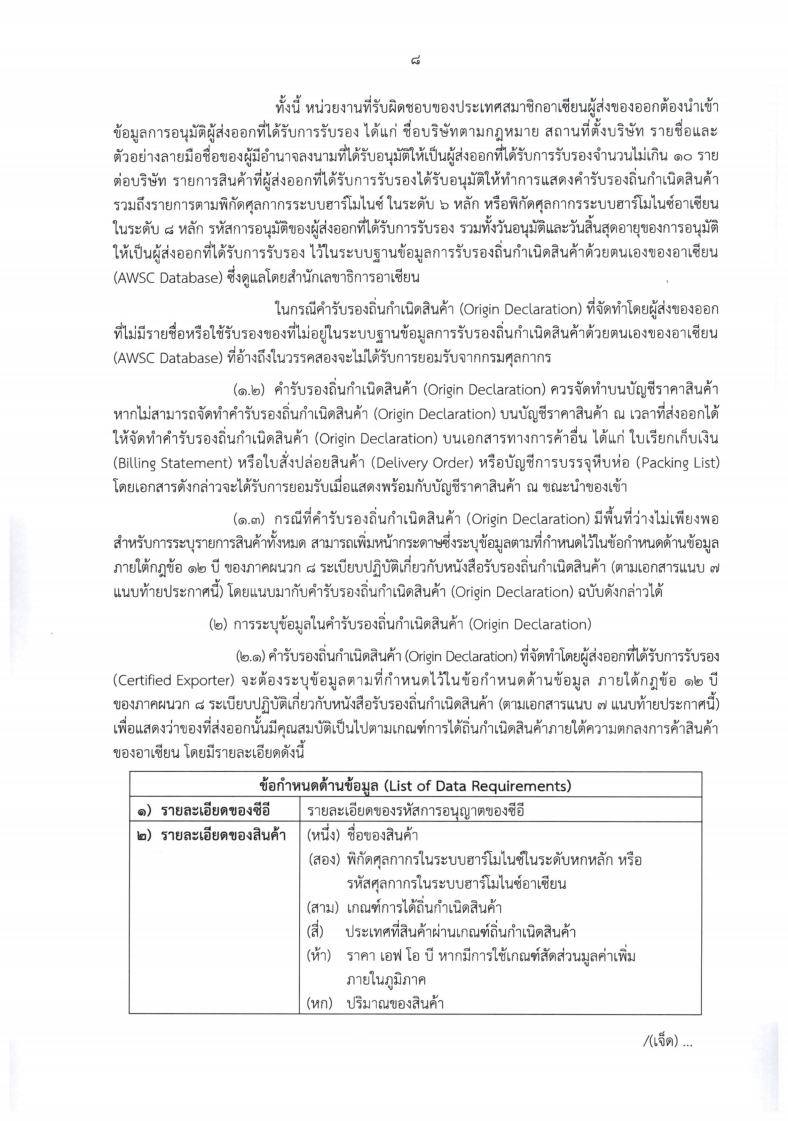 ๘
ทั้งนี้ หน่วยงานที่รับผิดชอบของประเทศสมาชิกอาเซียนผู้ส่งของออกต้องนำเข้า
ข้อมูลการอนุมัติผู้ส่งออกที่ได้รับการรับรอง ได้แก่ ชื่อบริษัทตามกฎหมาย สถานที่ตั้งบริษัท รายชื่อและ
ตัวอย่างลายมือชื่อของผู้มีอำนาจลงนามที่ได้รับอนุมัติให้เป็นผู้ส่งออกที่ได้รับการรับรองจำนวนไม่เกิน ๑๐ ราย
ต่อบริษัท รายการสินค้าที่ผู้ส่งออกที่ได้รับการรับรองได้รับอนุมัติให้ทำการแสดงคำรับรองถิ่นกำเนิดสินค้า
รวมถึงรายการตามพิกัดศุลกากรระบบฮาร์โมไนซ์ ในระดับ ๖ หลัก หรือพิกัดศุลกากรระบบฮาร์โมไนซ์อาเซียน
ในระดับ ๘ หลัก รหัสการอนุมัติของผู้ส่งออกที่ได้รับการรับรอง รวมทั้งวันอนุมัติและวันสิ้นสุดอายุของการอนุมัติ
ให้เป็นผู้ส่งออกที่ได้รับการรับรอง ไว้ในระบบฐานข้อมูลการรับรองถิ่นกำเนิดสินค้าด้วยตนเองของอาเซียน
(AWSC Database) ซึ่งดูแลโดยสำนักเลขาธิการอาเซียน
ในกรณีคำรับรองถิ่นกำเนิดสินค้า (Origin Declaration) ที่จัดทำโดยผู้ส่งของออก
ที่ไม่มีรายชื่อหรือใช้รับรองของที่ไม่อยู่ในระบบฐานข้อมูลการรับรองถิ่นกำเนิดสินค้าด้วยตนเองของอาเซียน
(AWSC Database) ที่อ้างถึงในวรรคสองจะไม่ได้รับการยอมรับจากกรมศุลกากร
(๑.๒) คำรับรองถิ่นกำเนิดสินค้า (Origin Declaration) ควรจัดทำบนบัญชีราคาสินค้า
หากไม่สามารถจัดทำคำรับรองถิ่นกำเนิดสินค้า (Origin Declaration) บนบัญชีราคาสินค้า ณ เวลาที่ส่งออกได้
ให้จัดทำคำรับรองถิ่นกำเนิดสินค้า (Origin Declaration) บนเอกสารทางการค้าอื่น ได้แก่ ใบเรียกเก็บเงิน
(Billing Statement) หรือใบสั่งปล่อยสินค้า (Delivery Order) หรือบัญชีการบรรจุหีบห่อ (Packing List)
โดยเอกสารดังกล่าวจะได้รับการยอมรับเมื่อแสดงพร้อมกับบัญชีราคาสินค้า ณ ขณะนำของเข้า
(๑.๓) กรณีที่คำรับรองถิ่นกำเนิดสินค้า (Origin Declaration) มีพื้นที่ว่างไม่เพียงพอ
สำหรับการระบุรายการสินค้าทั้งหมด สามารถเพิ่มหน้ากระดาษซึ่งระบุข้อมูลตามที่กำหนดไว้ในข้อกำหนดด้านข้อมูล
ภายใต้กฎข้อ ๑๒ บี ของภาคผนวก ๘ ระเบียบปฏิบัติเกี่ยวกับหนังสือรับรองถิ่นกำเนิดสินค้า (ตามเอกสารแนบ ๗
แนบท้ายประกาศนี้) โดยแนบมากับคำรับรองถิ่นกำเนิดสินค้า (Origin Declaration) ฉบับดังกล่าวได้
(๒) การระบุข้อมูลในคำรับรองถิ่นกำเนิดสินค้า (Origin Declaration)
(๒.๑) คำรับรองถิ่นกำเนิดสินค้า (Origin Declaration) ที่จัดทำโดยผู้ส่งออกที่ได้รับการรับรอง
(Certified Exporter) จะต้องระบุข้อมูลตามที่กำหนดไว้ในข้อกำหนดด้านข้อมูล ภายใต้กฎข้อ ๑๒ บี
ของภาคผนวก ๘ ระเบียบปฏิบัติเกี่ยวกับหนังสือรับรองถิ่นกำเนิดสินค้า (ตามเอกสารแนบ ๗ แนบท้ายประกาศนี้)
เพื่อแสดงว่าของที่ส่งออกนั้นมีคุณสมบัติเป็นไปตามเกณฑ์การได้ถิ่นกำเนิดสินค้าภายใต้ความตกลงการค้าสินค้า
ของอาเซียน โดยมีรายละเอียดดังนี้
ข้อกำหนดด้านข้อมูล (List of Data Requirements)
๑) รายละเอียดของซีอี รายละเอียดของรหัสการอนุญาตของซีอี
๒) รายละเอียดของสินค้า (หนึ่ง) ชื่อของสินค้า
(สอง) พิกัดศุลกากรในระบบฮาร์โมไนซ์ในระดับหกหลัก หรือ
รหัสศุลกากรในระบบฮาร์โมไนซ์อาเซียน
(สาม) เกณฑ์การได้ถิ่นกำเนิดสินค้า
(สี่) ประเทศที่สินค้าผ่านเกณฑ์ถิ่นกำเนิดสินค้า
(ห้า) ราคา เอฟ โอ บี หากมีการใช้เกณฑ์สัดส่วนมูลค่าเพิ่ม
ภายในภูมิภาค
(หก) ปริมาณของสินค้า
/(เจ็ด) ...